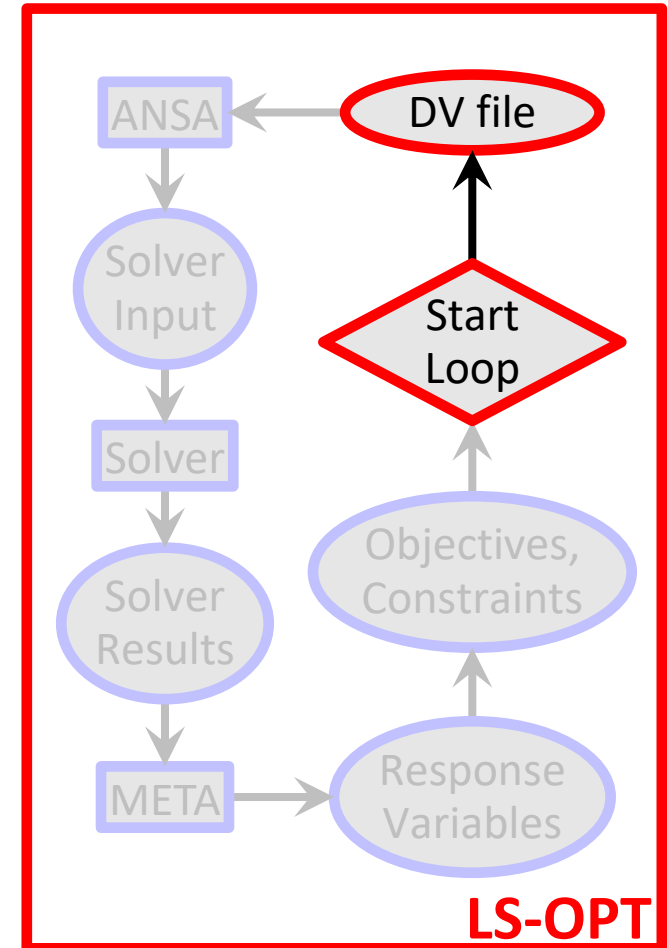 ANSA
DV file
Solver
Input
Start
Loop
Solver
Objectives,
Constraints
Solver
Results
META
Response
Variables
LS-OPT